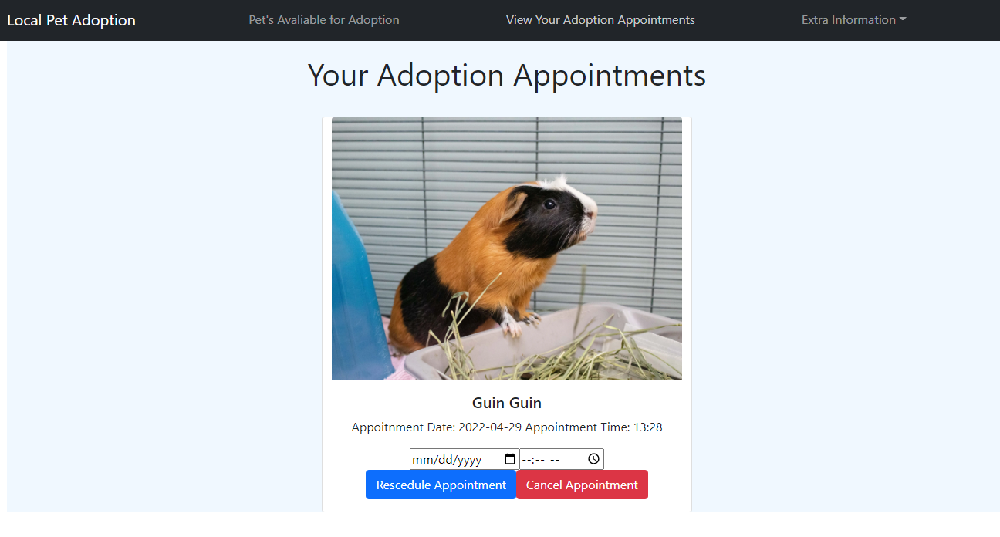 Local Pet Adoption Pet's Avaliable for Adoption View Your Adoption Appointments Extra Information
Your Adoption Appointments
Guin Guin
Appoitnment Date: 2022-04-29 Appointment Time: 13:28
mm/dd/yyyy --:-- --
Rescedule Appointment Cancel Appointment